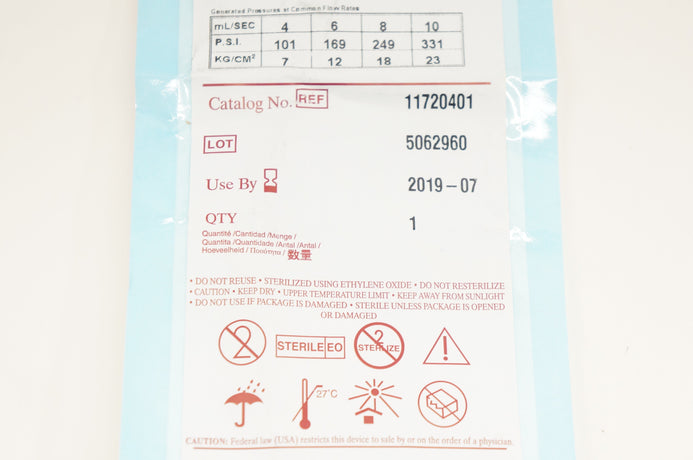 Generated Pressures at Common Flow Rates
mL/SEC 4 6 8 10
P.S.I. 101 169 249 331
KG/CM² 7 12 18 23
Catalog No. REF 11720401
LOT 5062960
Use By 2019-07
QTY 1
Quantité /Cantidad /Menge /
Quantita /Quantidade /Antal /Antal /
Hoeveelheid / Ποσότητα / 数量
• DO NOT REUSE • STERILIZED USING ETHYLENE OXIDE • DO NOT RESTERILIZE
• CAUTION • KEEP DRY • UPPER TEMPERATURE LIMIT • KEEP AWAY FROM SUNLIGHT
• DO NOT USE IF PACKAGE IS DAMAGED • STERILE UNLESS PACKAGE IS OPENED
OR DAMAGED
2 STERILE EO 2 STERILIZE !
27°C
CAUTION: Federal law (USA) restricts this device to sale by or on the order of a physician.